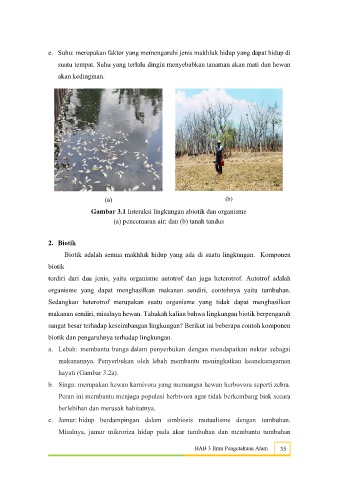 e. Suhu: merupakan faktor yang memengaruhi jenis makhluk hidup yang dapat hidup di
suatu tempat. Suhu yang terlalu dingin menyebabkan tanaman akan mati dan hewan
akan kedinginan.
(a) (b)
Gambar 3.1 Interaksi lingkungan abiotik dan organisme
(a) pencemaran air; dan (b) tanah tandus
2. Biotik
Biotik adalah semua makhluk hidup yang ada di suatu lingkungan. Komponen
biotik
terdiri dari dua jenis, yaitu organisme autotrof dan juga heterotrof. Autotrof adalah
organisme yang dapat menghasilkan makanan sendiri, contohnya yaitu tumbuhan.
Sedangkan heterotrof merupakan suatu organisme yang tidak dapat menghasilkan
makanan sendiri, misalnya hewan. Tahukah kalian bahwa lingkungan biotik berpengaruh
sangat besar terhadap keseimbangan lingkungan? Berikut ini beberapa contoh komponen
biotik dan pengaruhnya terhadap lingkungan.
a. Lebah: membantu bunga dalam penyerbukan dengan mendapatkan nektar sebagai
makanannya. Penyerbukan oleh lebah membantu meningkatkan keanekaragaman
hayati (Gambar 3.2a).
b. Singa: merupakan hewan karnivora yang memangsa hewan herbovora seperti zebra.
Peran ini membantu menjaga populasi herbivora agar tidak berkembang biak secara
berlebihan dan merusak habitatnya.
c. Jamur: hidup berdampingan dalam simbiosis mutualisme dengan tumbuhan.
Misalnya, jamur mikroriza hidup pada akar tumbuhan dan membantu tumbuhan
BAB 3 Ilmu Pengetahuan Alam 35